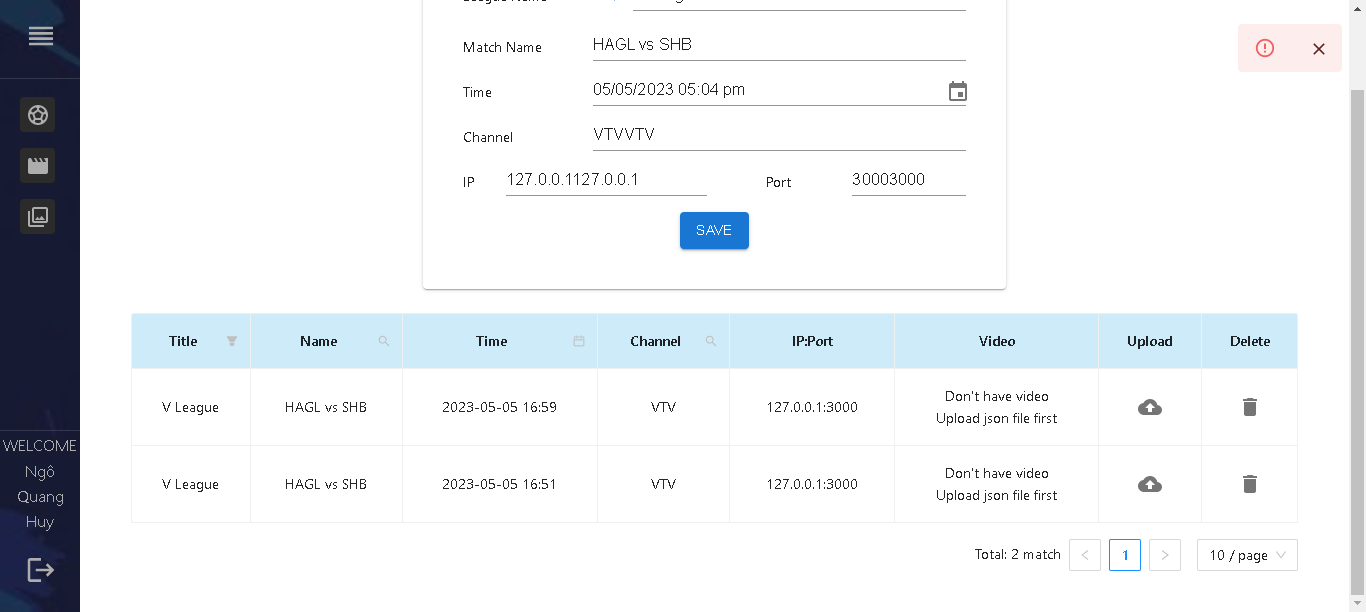 Match Name HAGL vs SHB
Time 05/05/2023 05:04 pm
Channel VTVVTV
IP 127.0.0.1127.0.0.1 Port 30003000
SAVE
Title Name Time Channel IP:Port Video Upload Delete
V League HAGL vs SHB 2023-05-05 16:59 VTV 127.0.0.1:3000 Don't have video
Upload json file first
V League HAGL vs SHB 2023-05-05 16:51 VTV 127.0.0.1:3000 Don't have video
Upload json file first
Total: 2 match < 1 > 10 / page
WELCOME
Ngô
Quang
Huy